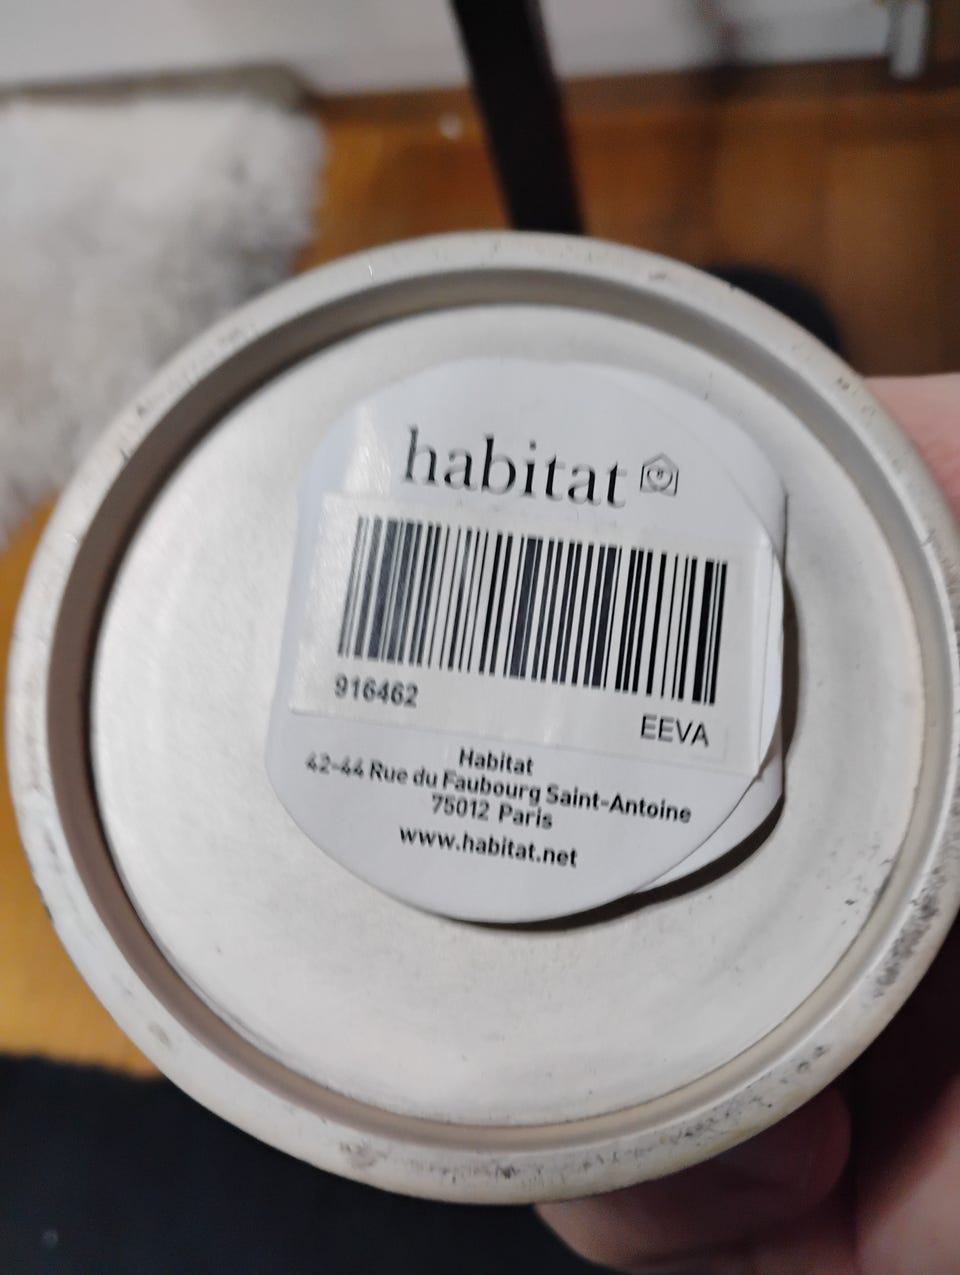 habitat
916462
EEVA
Habitat
42-44 Rue du Faubourg Saint-Antoine
75012 Paris
www.habitat.net